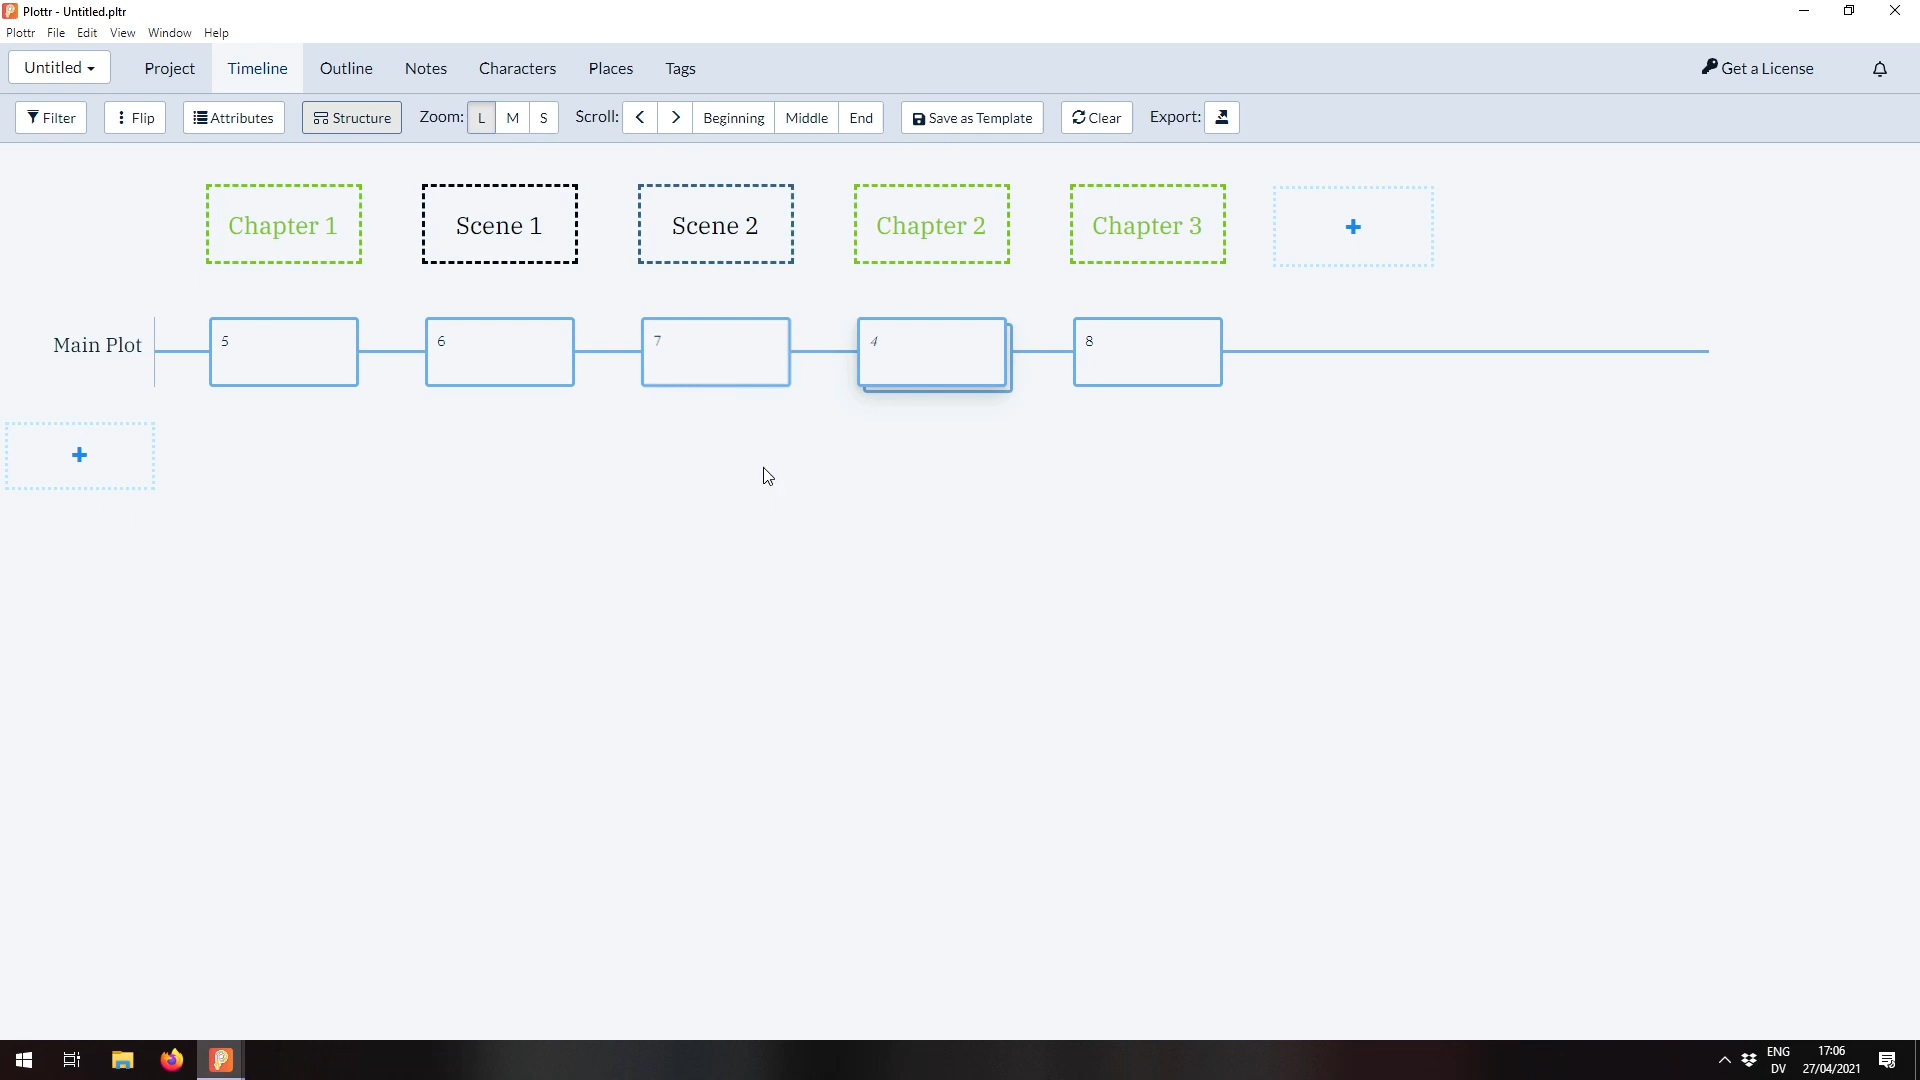 Plottr - Untitled.pltr
Plottr File Edit View Window Help
Untitled Project Timeline Outline Notes Characters Places Tags Get a License
Filter Flip Attributes Structure Zoom: L M S Scroll: Beginning Middle End Save as Template Clear Export:
Chapter 1 Scene 1 Scene 2 Chapter 2 Chapter 3
Main Plot 5 6 7 4 8
ENG 17:06
DV 27/04/2021